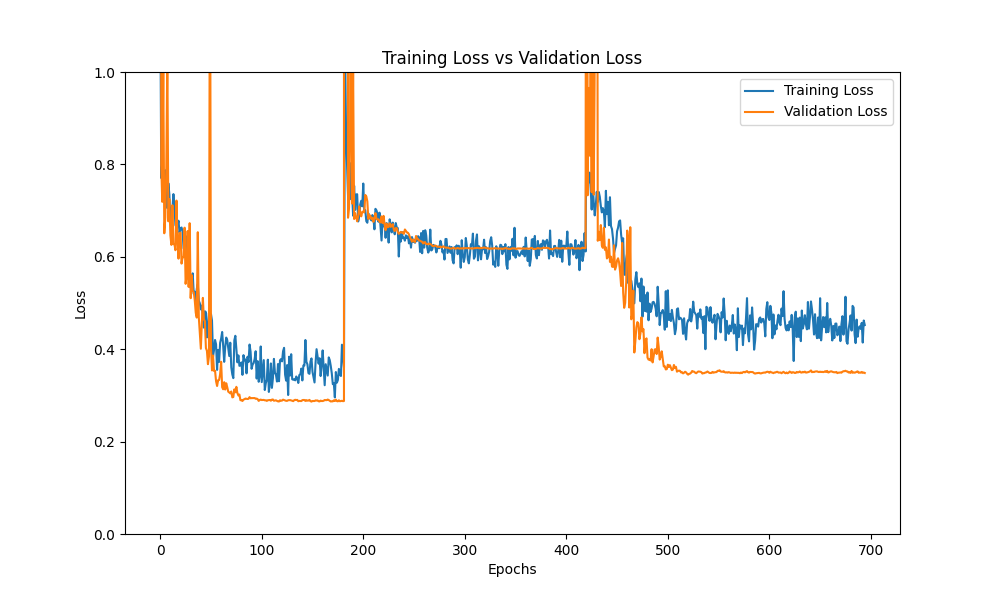 Training Loss vs Validation Loss
Training Loss
Validation Loss
Loss
1.0
0.8
0.6
0.4
0.2
0.0
0 100 200 300 400 500 600 700
Epochs